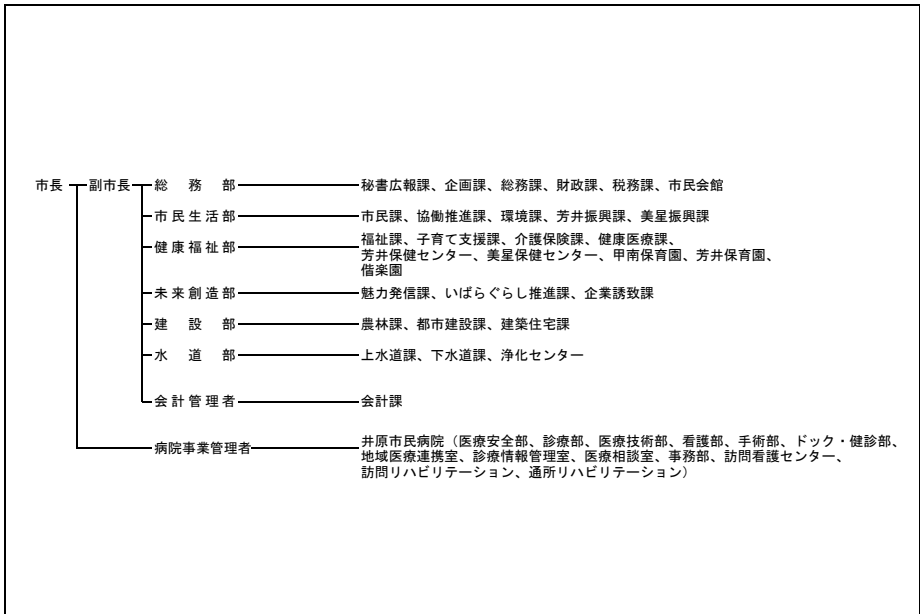 市長 副市長 総務部 秘書広報課、企画課、総務課、財政課、税務課、市民会館
市民生活部 市民課、協働推進課、環境課、芳井振興課、美星振興課
健康福祉部 福祉課、子育て支援課、介護保険課、健康医療課、
芳井保健センター、美星保健センター、甲南保育園、芳井保育園、
偕楽園
未来創造部 魅力発信課、いばらぐらし推進課、企業誘致課
建設部 農林課、都市建設課、建築住宅課
水道部 上水道課、下水道課、浄化センター
会計管理者 会計課
病院事業管理者 井原市民病院（医療安全部、診療部、医療技術部、看護部、手術部、ドック・健診部、
地域医療連携室、診療情報管理室、医療相談室、事務部、訪問看護センター、
訪問リハビリテーション、通所リハビリテーション）